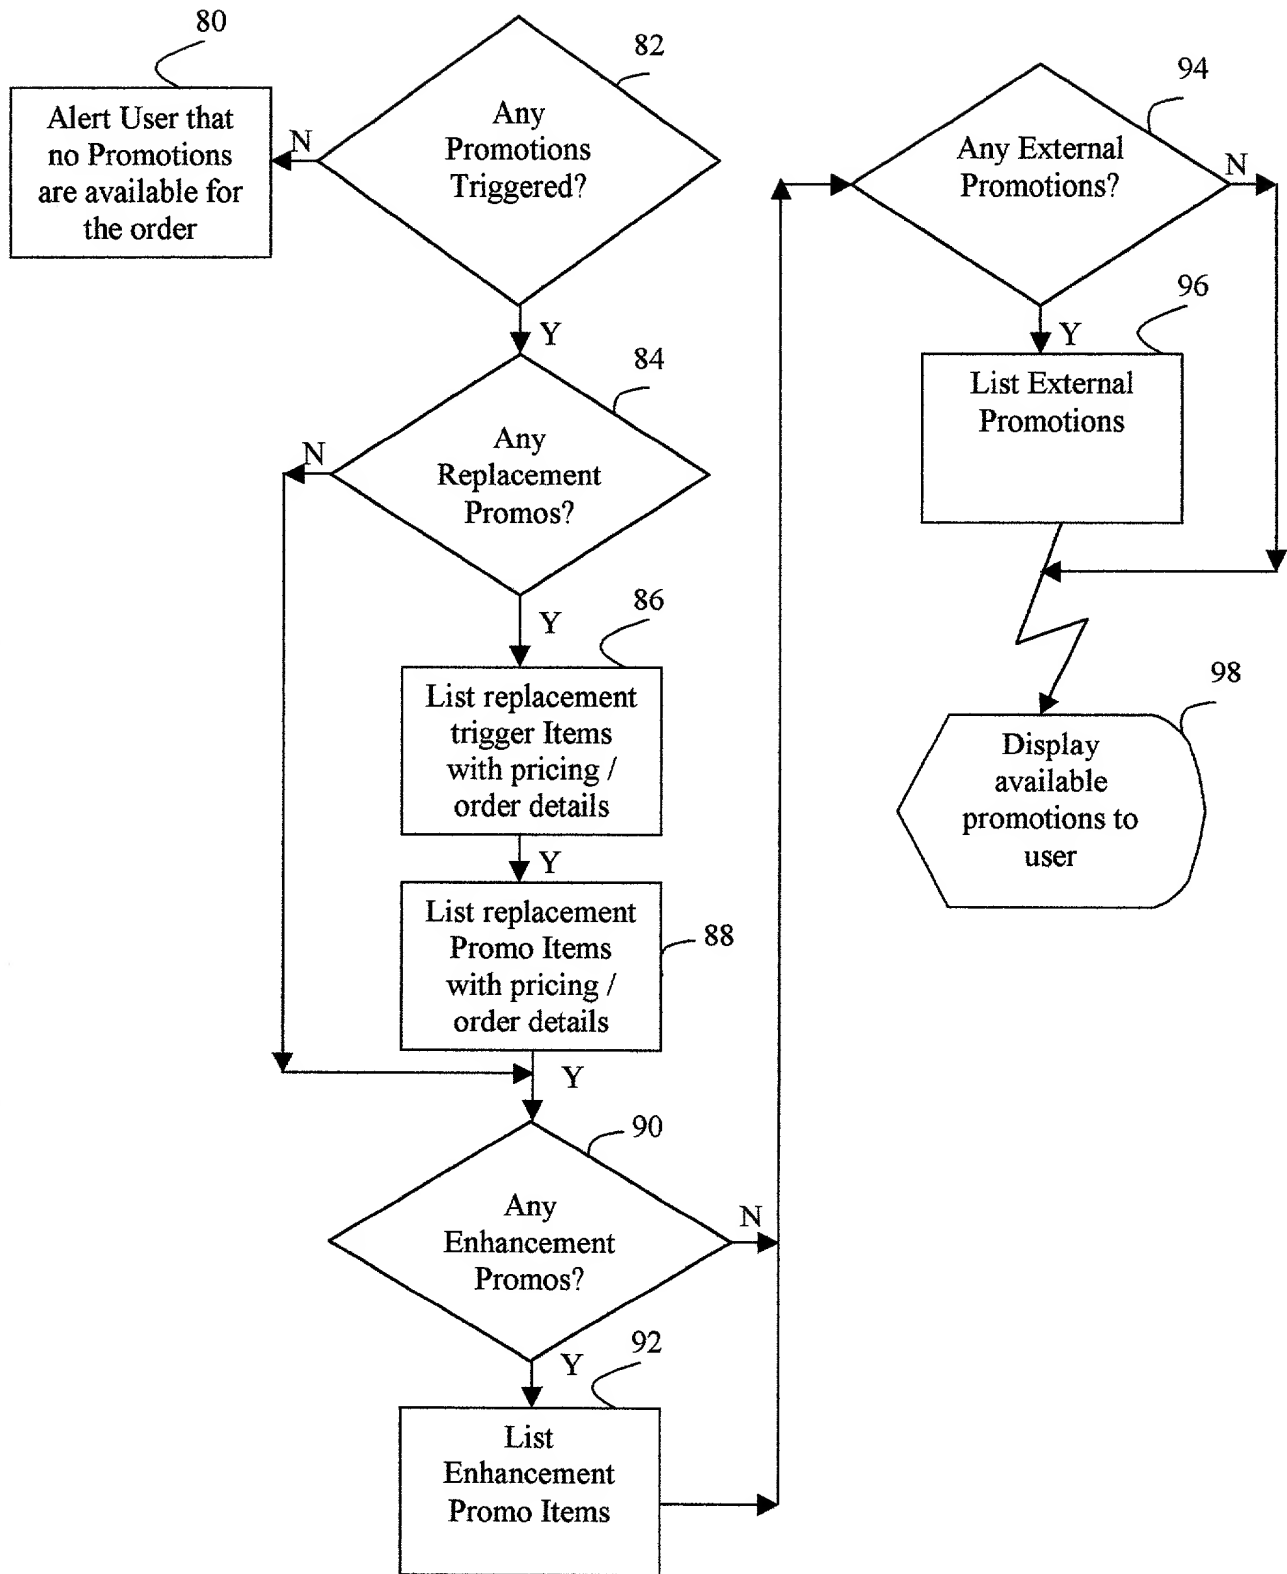 80
Alert User that
no Promotions
are available for
the order
N
82
Any
Promotions
Triggered?
Y
84
Any
Replacement
Promos?
N
Y
86
List replacement
trigger Items
with pricing /
order details
Y
List replacement
Promo Items
with pricing /
order details
88
Y
90
Any
Enhancement
Promos?
N
Y
92
List
Enhancement
Promo Items
94
Any External
Promotions?
N
Y
96
List External
Promotions
98
Display
available
promotions to
user